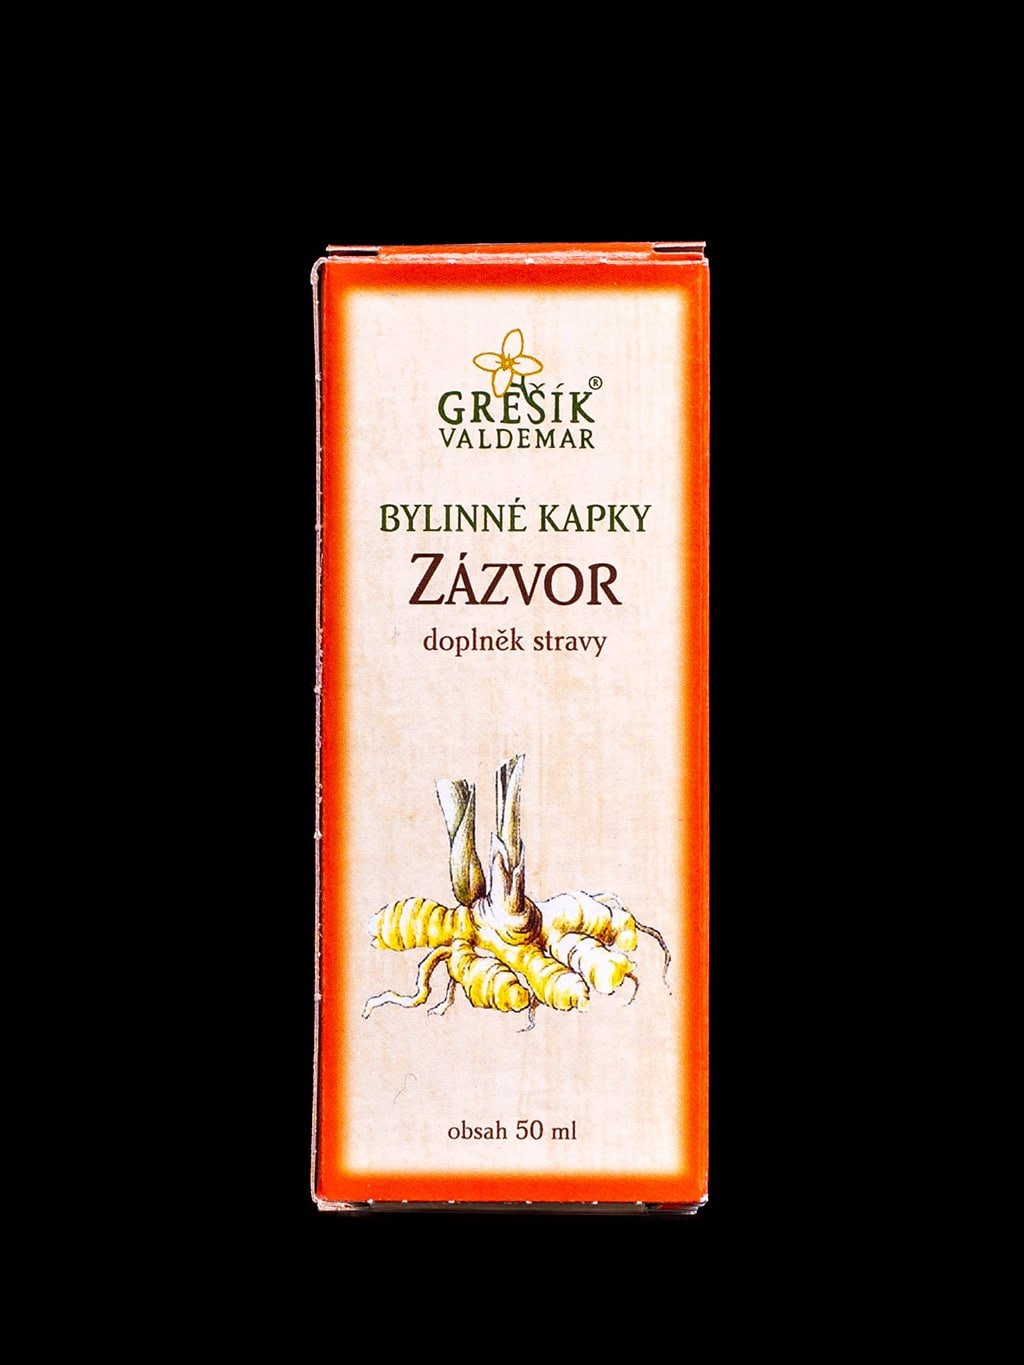 GREŠÍK®
VALDEMAR
BYLINNÉ KAPKY
ZÁZVOR
doplněk stravy
obsah 50 ml